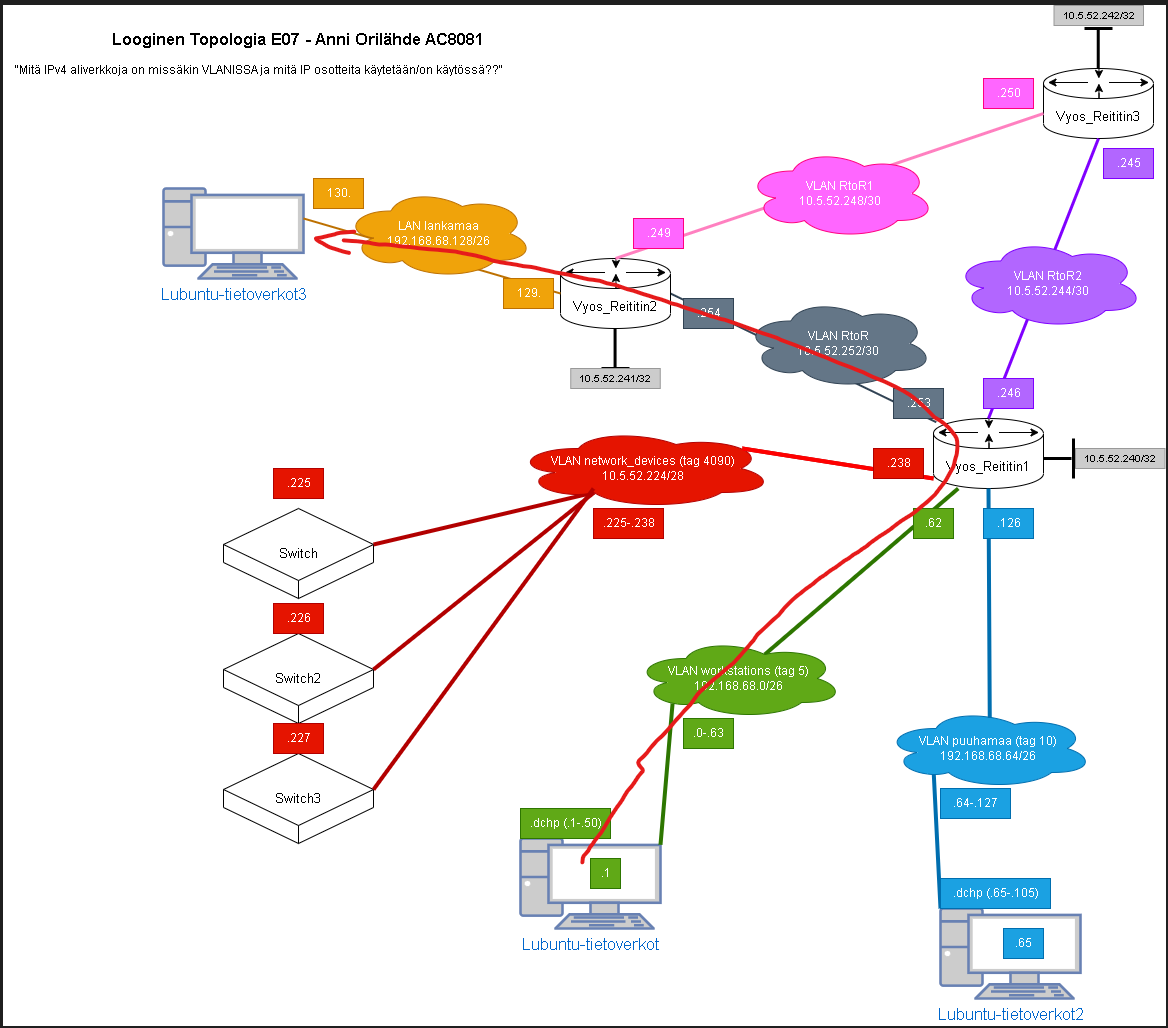 10.5.52.242/32
Looginen Topologia E07 - Anni Orilähde AC8081
"Mitä IPv4 aliverkkoja on missäkin VLANISSA ja mitä IP osotteita käytetään/on käytössä??"
.250
Vyos_Reititin3
.245
VLAN RtoR1
10.5.52.248/30
130.
LAN lankamaa
192.168.68.128/26
.249
VLAN RtoR2
10.5.52.244/30
Lubuntu-tietoverkot3
129.
Vyos_Reititin2
.254
VLAN RtoR
10.5.52.252/30
10.5.52.241/32
.253
.246
VLAN network_devices (tag 4090)
10.5.52.224/28
.238
Vyos_Reititin1
10.5.52.240/32
.225
.225-.238
.62
.126
Switch
.226
Switch2
VLAN workstations (tag 5)
192.168.68.0/26
.227
.0-.63
VLAN puuhamaa (tag 10)
192.168.68.64/26
Switch3
.64-.127
.dchp (.1-.50)
.1
.dchp (.65-.105)
Lubuntu-tietoverkot
.65
Lubuntu-tietoverkot2